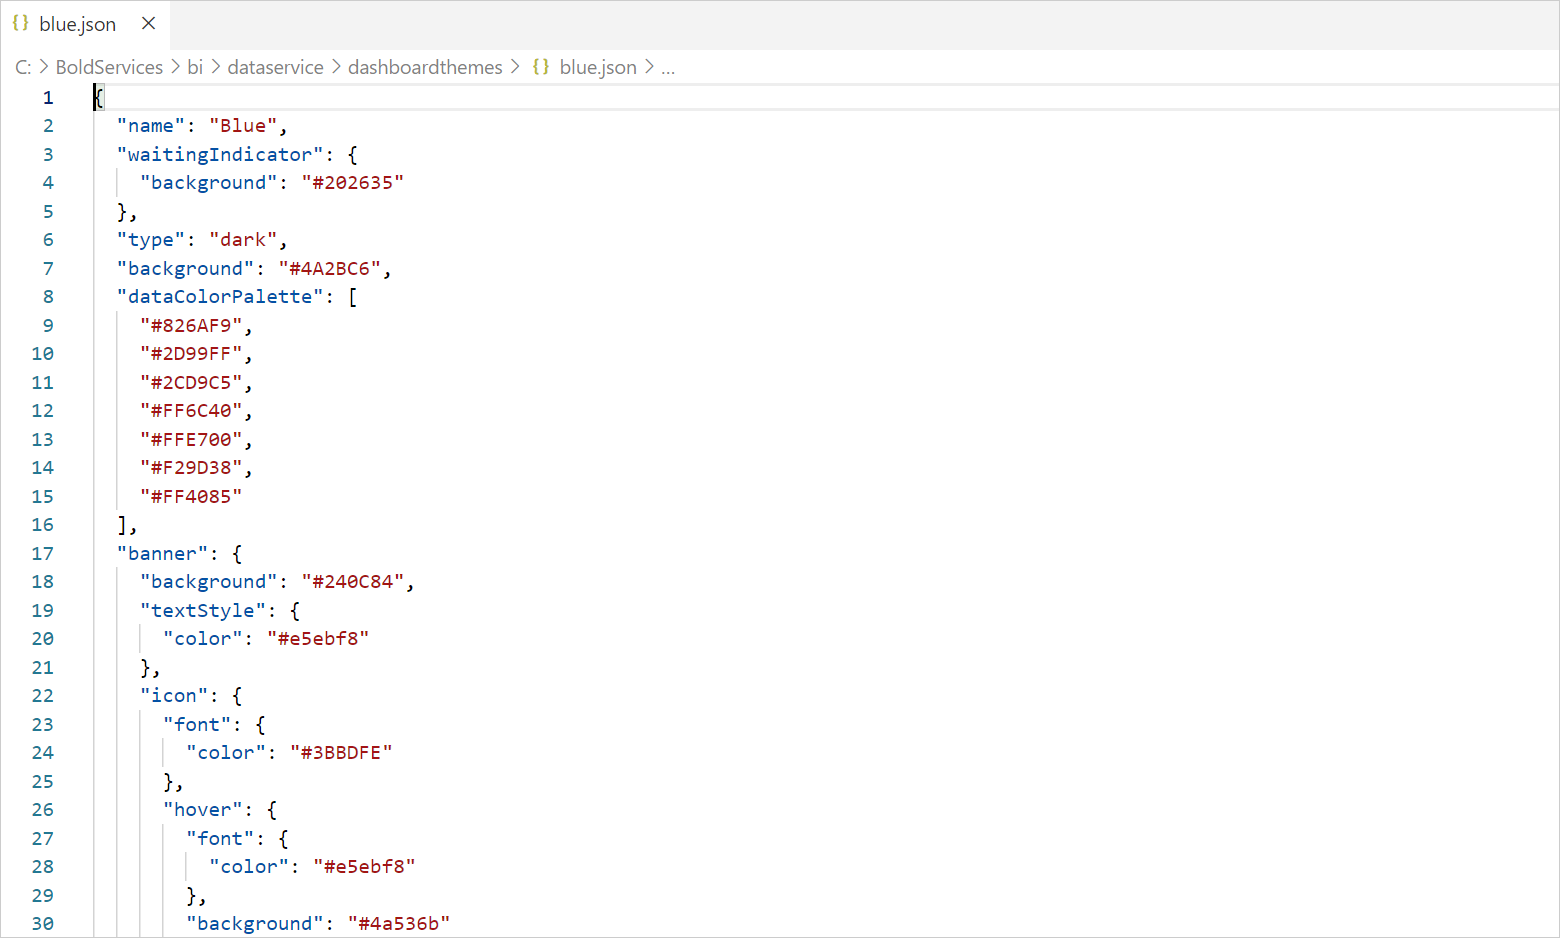 {} blue.json ×
C: > BoldServices > bi > dataservice > dashboardthemes > {} blue.json > ...
1 {
2 "name": "Blue",
3 "waitingIndicator": {
4 "background": "#202635"
5 },
6 "type": "dark",
7 "background": "#4A2BC6",
8 "dataColorPalette": [
9 "#826AF9",
10 "#2D99FF",
11 "#2CD9C5",
12 "#FF6C40",
13 "#FFE700",
14 "#F29D38",
15 "#FF4085"
16 ],
17 "banner": {
18 "background": "#240C84",
19 "textStyle": {
20 "color": "#e5ebf8"
21 },
22 "icon": {
23 "font": {
24 "color": "#3BBDFE"
25 },
26 "hover": {
27 "font": {
28 "color": "#e5ebf8"
29 },
30 "background": "#4a536b"